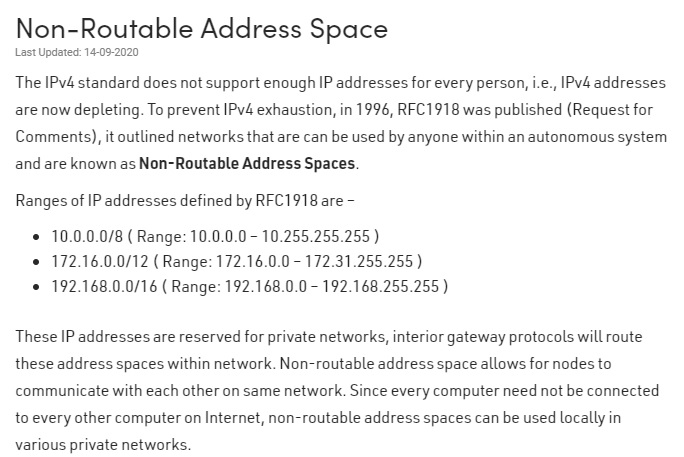 Non-Routable Address Space
Last Updated: 14-09-2020
The IPv4 standard does not support enough IP addresses for every person, i.e., IPv4 addresses
are now depleting. To prevent IPv4 exhaustion, in 1996, RFC1918 was published (Request for
Comments), it outlined networks that are can be used by anyone within an autonomous system
and are known as Non-Routable Address Spaces.
Ranges of IP addresses defined by RFC1918 are –
• 10.0.0.0/8 ( Range: 10.0.0.0 – 10.255.255.255 )
• 172.16.0.0/12 ( Range: 172.16.0.0 – 172.31.255.255 )
• 192.168.0.0/16 ( Range: 192.168.0.0 – 192.168.255.255 )
These IP addresses are reserved for private networks, interior gateway protocols will route
these address spaces within network. Non-routable address space allows for nodes to
communicate with each other on same network. Since every computer need not be connected
to every other computer on Internet, non-routable address spaces can be used locally in
various private networks.